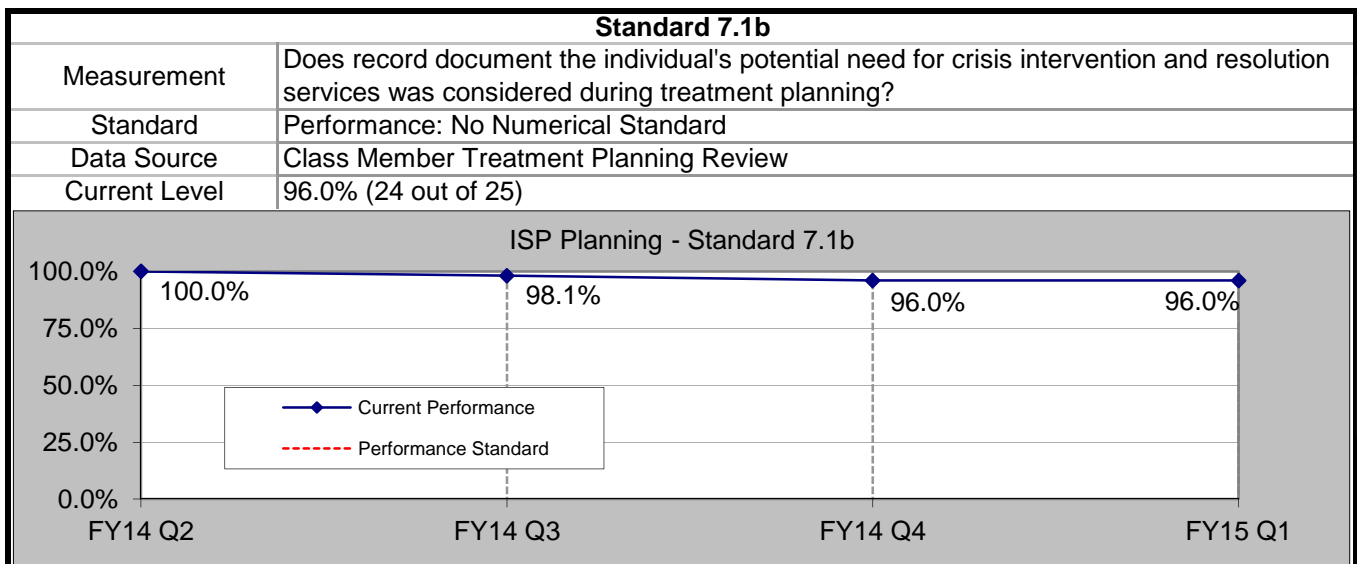 Standard 7.1b
Measurement
Does record document the individual's potential need for crisis intervention and resolution
services was considered during treatment planning?
Standard
Performance: No Numerical Standard
Data Source
Class Member Treatment Planning Review
Current Level
96.0% (24 out of 25)
ISP Planning - Standard 7.1b
100.0%
100.0%
98.1%
96.0%
96.0%
75.0%
50.0%
Current Performance
25.0%
Performance Standard
0.0%
FY14 Q2
FY14 Q3
FY14 Q4
FY15 Q1